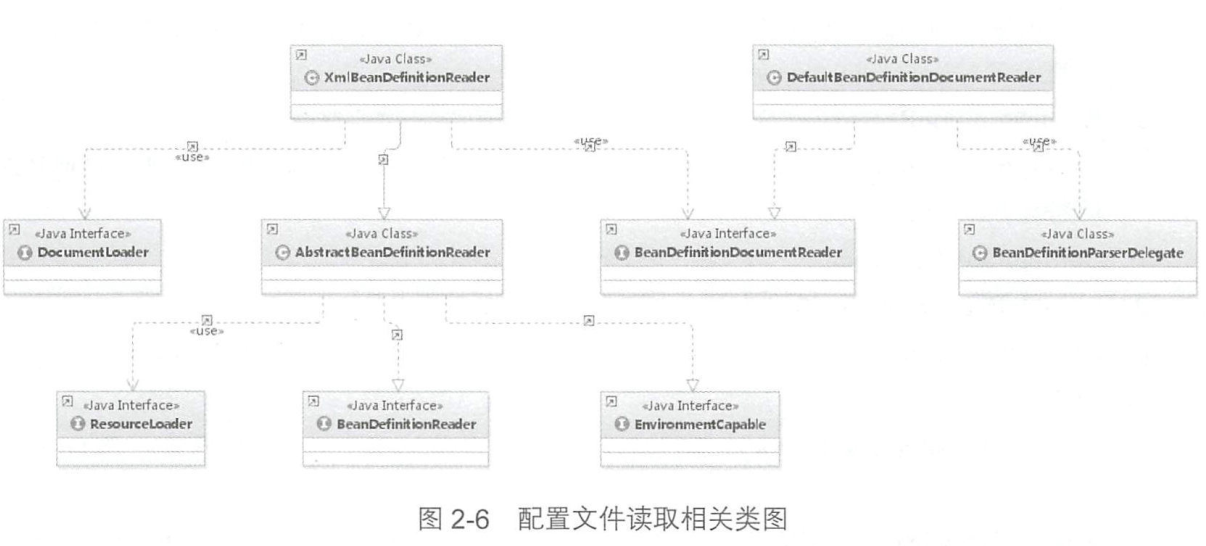 «Java Class»
XmlBeanDefinitionReader
«Java Class»
DefaultBeanDefinitionDocumentReader
«use»
«use»
«use»
«Java Interface»
DocumentLoader
«Java Class»
AbstractBeanDefinitionReader
«Java Interface»
BeanDefinitionDocumentReader
«Java Class»
BeanDefinitionParserDelegate
«use»
«Java Interface»
ResourceLoader
«Java Interface»
BeanDefinitionReader
«Java Interface»
EnvironmentCapable
图 2-6 配置文件读取相关类图